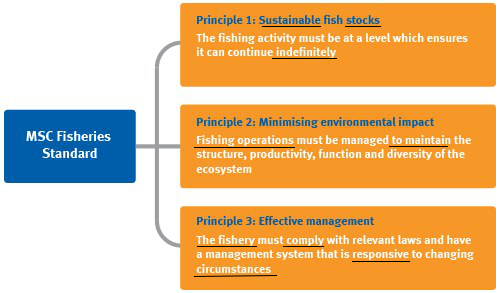 MSC Fisheries
Standard
Principle 1: Sustainable fish stocks
The fishing activity must be at a level which ensures
it can continue indefinitely
Principle 2: Minimising environmental impact
Fishing operations must be managed to maintain the
structure, productivity, function and diversity of the
ecosystem
Principle 3: Effective management
The fishery must comply with relevant laws and have
a management system that is responsive to changing
circumstances